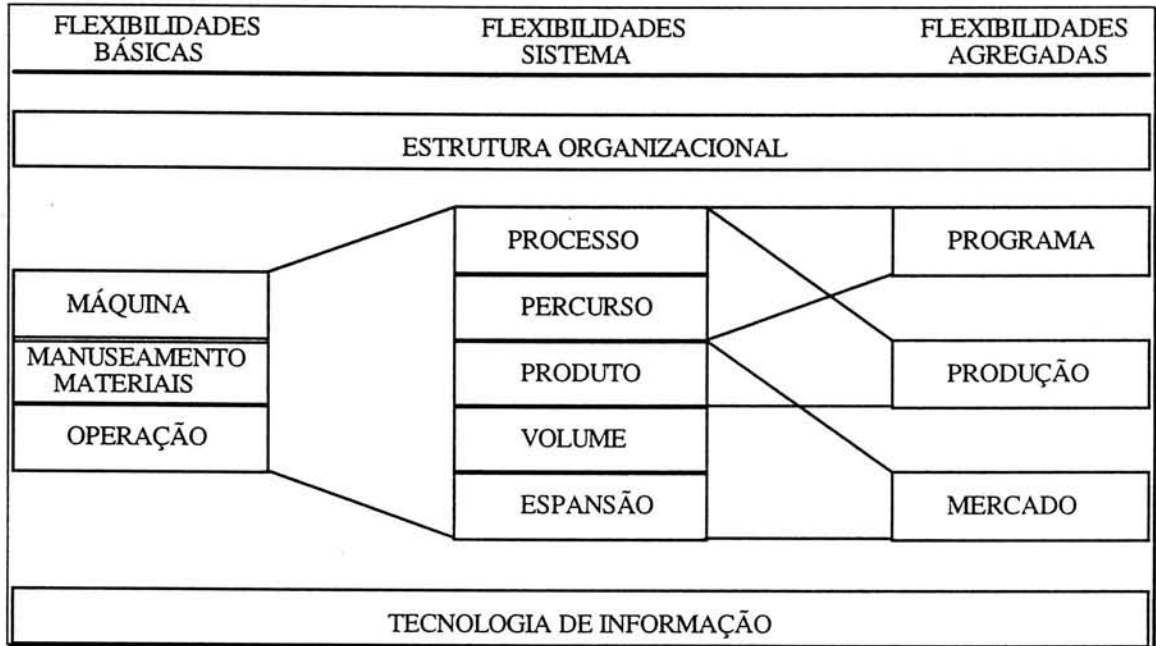 FLEXIBILIDADES
BÁSICAS
FLEXIBILIDADES
SISTEMA
FLEXIBILIDADES
AGREGADAS
ESTRUTURA ORGANIZACIONAL
MÁQUINA
MANUSEAMENTO
MATERIAIS
OPERAÇÃO
PROCESSO
PERCURSO
PRODUTO
VOLUME
ESPANSÃO
PROGRAMA
PRODUÇÃO
MERCADO
TECNOLOGIA DE INFORMAÇÃO